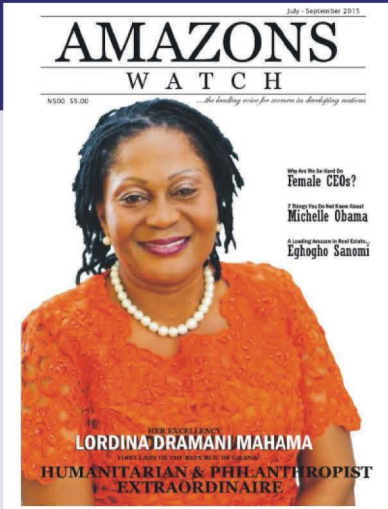 July - September 2015
AMAZONS
WATCH
N500 $5.00
...the leading voice for women in developing nations
Why Are We So Hard On
Female CEOs?
7 Things You Do Not Know About
Michelle Obama
A Leading Amazon In Real Estate...
Eghogho Sanomi
HER EXCELLENCY
LORDINA DRAMANI MAHAMA
FIRST LADY OF THE REPUBLIC OF GHANA
HUMANITARIAN & PHILANTHROPIST
EXTRAORDINAIRE